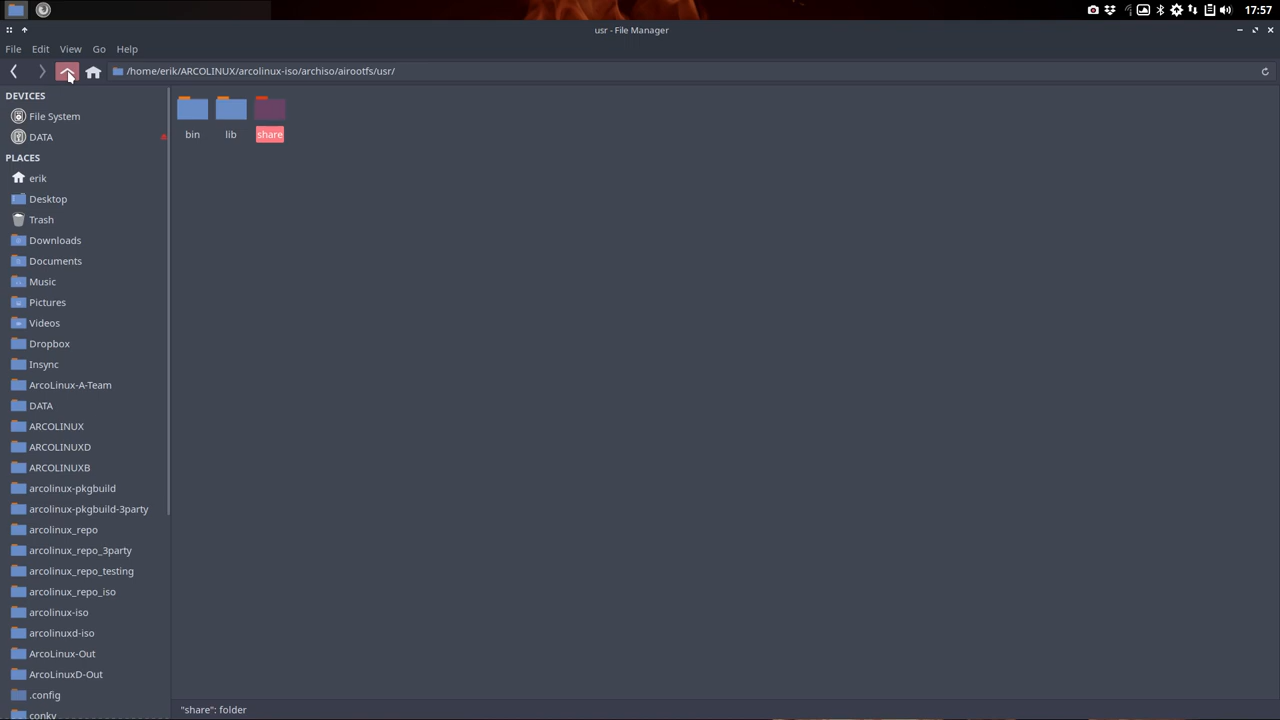 17:57
usr - File Manager
File Edit View Go Help
/home/erik/ARCOLINUX/arcolinux-iso/archiso/airootfs/usr/
DEVICES
File System
DATA
PLACES
erik
Desktop
Trash
Downloads
Documents
Music
Pictures
Videos
Dropbox
Insync
ArcoLinux-A-Team
DATA
ARCOLINUX
ARCOLINUXD
ARCOLINUXB
arcolinux-pkgbuild
arcolinux-pkgbuild-3party
arcolinux_repo
arcolinux_repo_3party
arcolinux_repo_testing
arcolinux_repo_iso
arcolinux-iso
arcolinuxd-iso
ArcoLinux-Out
ArcoLinuxD-Out
.config
conky
bin lib share
"share": folder